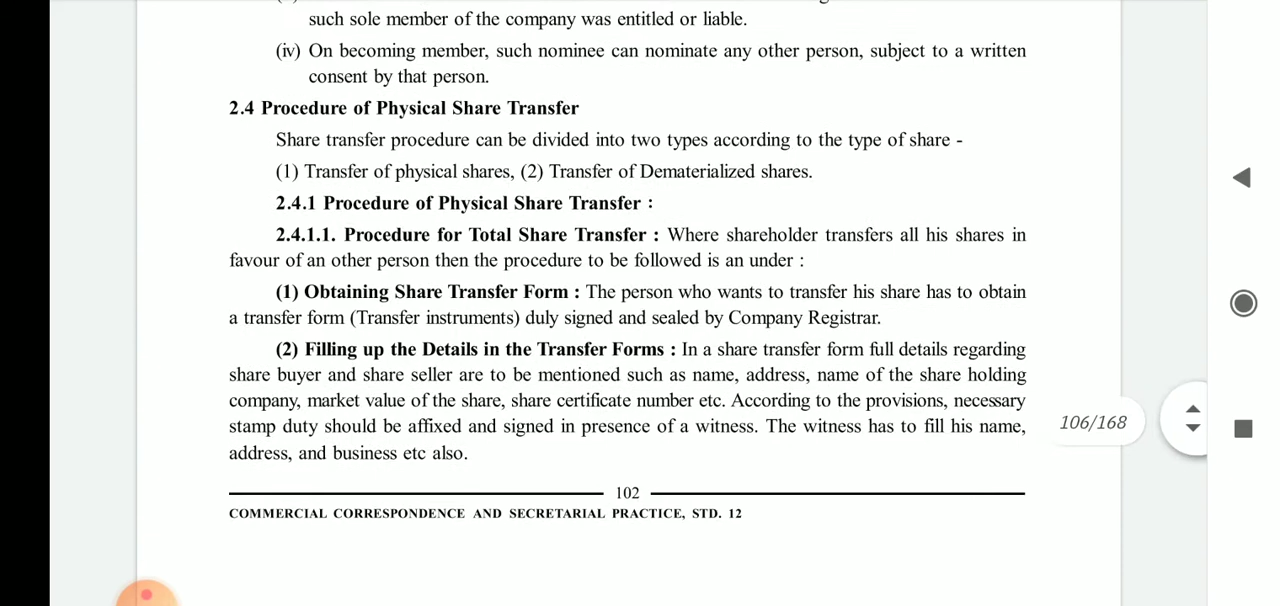 such sole member of the company was entitled or liable.
(iv) On becoming member, such nominee can nominate any other person, subject to a written
consent by that person.
2.4 Procedure of Physical Share Transfer
Share transfer procedure can be divided into two types according to the type of share -
(1) Transfer of physical shares, (2) Transfer of Dematerialized shares.
2.4.1 Procedure of Physical Share Transfer :
2.4.1.1. Procedure for Total Share Transfer : Where shareholder transfers all his shares in
favour of an other person then the procedure to be followed is an under :
(1) Obtaining Share Transfer Form : The person who wants to transfer his share has to obtain
a transfer form (Transfer instruments) duly signed and sealed by Company Registrar.
(2) Filling up the Details in the Transfer Forms : In a share transfer form full details regarding
share buyer and share seller are to be mentioned such as name, address, name of the share holding
company, market value of the share, share certificate number etc. According to the provisions, necessary
stamp duty should be affixed and signed in presence of a witness. The witness has to fill his name,
address, and business etc also.
106/168
102
COMMERCIAL CORRESPONDENCE AND SECRETARIAL PRACTICE, STD. 12